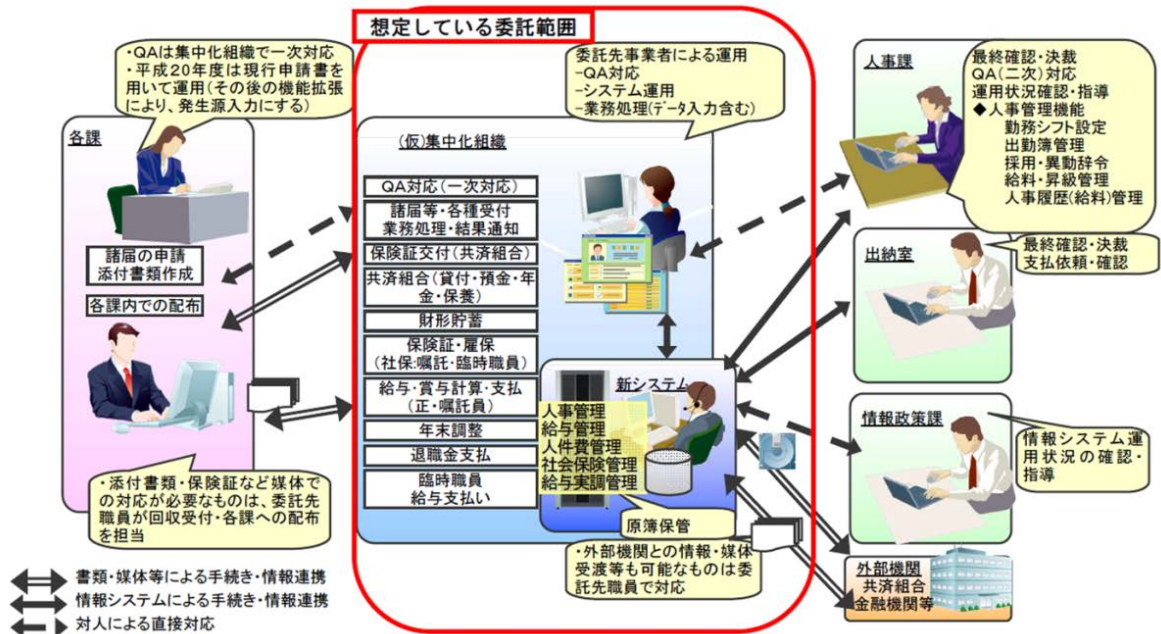 想定している委託範囲
・QAは集中化組織で一次対応
・平成20年度は現行申請書を
用いて運用(その後の機能拡張
により、発生源入力にする)
各課
諸届の申請
添付書類作成
各課内での配布
・添付書類・保険証など媒体で
の対応が必要なものは、委託先
職員が回収受付・各課への配布
を担当
委託先事業者による運用
−QA対応
−システム運用
−業務処理(データ入力含む)
(仮)集中化組織
QA対応(一次対応)
諸届等・各種受付
業務処理・結果通知
保険証交付(共済組合)
共済組合(貸付・預金・年
金・保養)
財形貯蓄
保険証・雇保
(社保:嘱託・臨時職員)
給与・賞与計算・支払
(正・嘱託員)
年末調整
退職金支払
臨時職員
給与支払い
新システム
人事管理
給与管理
人件費管理
社会保険管理
給与実調管理
原簿保管
・外部機関との情報・媒体
受渡等も可能なものは委
託先職員で対応
人事課
最終確認・決裁
QA(二次)対応
運用状況確認・指導
◆人事管理機能
勤務シフト設定
出勤簿管理
採用・異動辞令
給料・昇級管理
人事履歴(給料)管理
出納室
最終確認・決裁
支払依頼・確認
情報政策課
情報システム運
用状況の確認・
指導
外部機関
共済組合
金融機関等
書類・媒体等による手続き・情報連携
情報システムによる手続き・情報連携
対人による直接対応